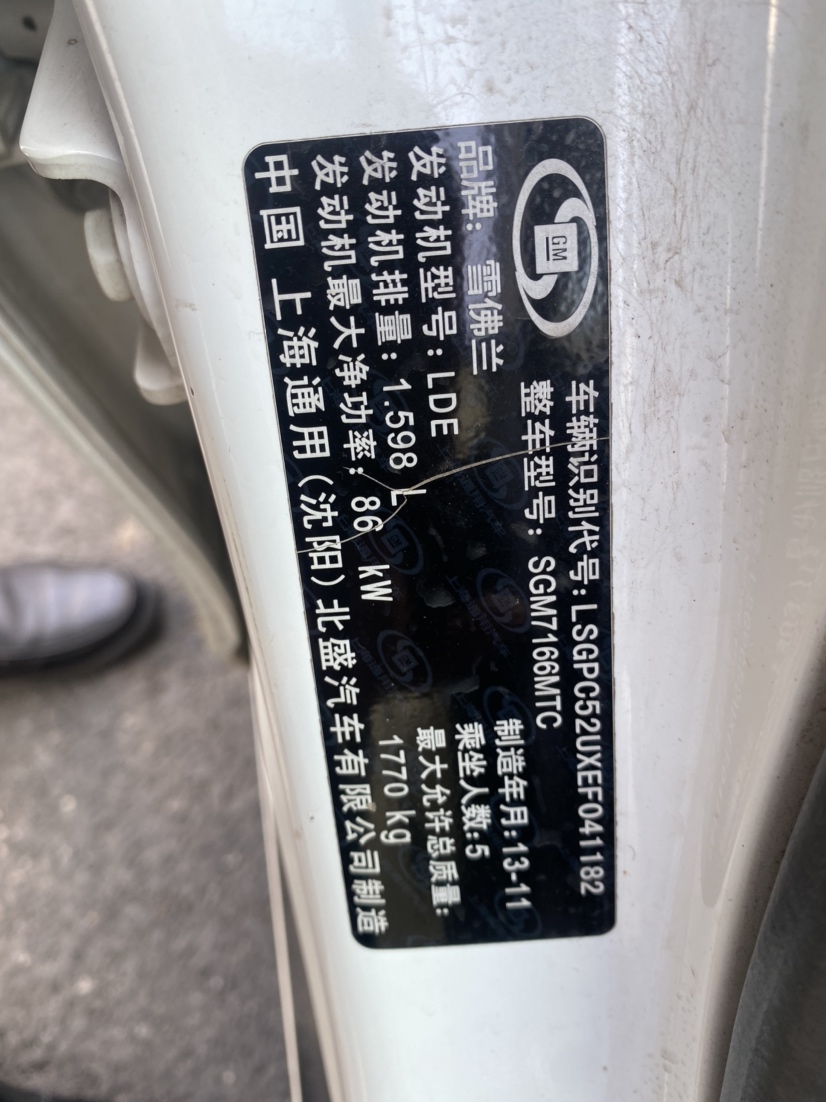 GM
车辆识别代号:LSGPC52UXEF041182
整车型号: SGM7166MTC
品牌: 雪佛兰
制造年月:13-11
发动机型号:LDE
乘坐人数:5
发动机排量:1.598 L
最大允许总质量:
发动机最大净功率:86 kW
1770 kg
中国 上海通用(沈阳)北盛汽车有限公司制造